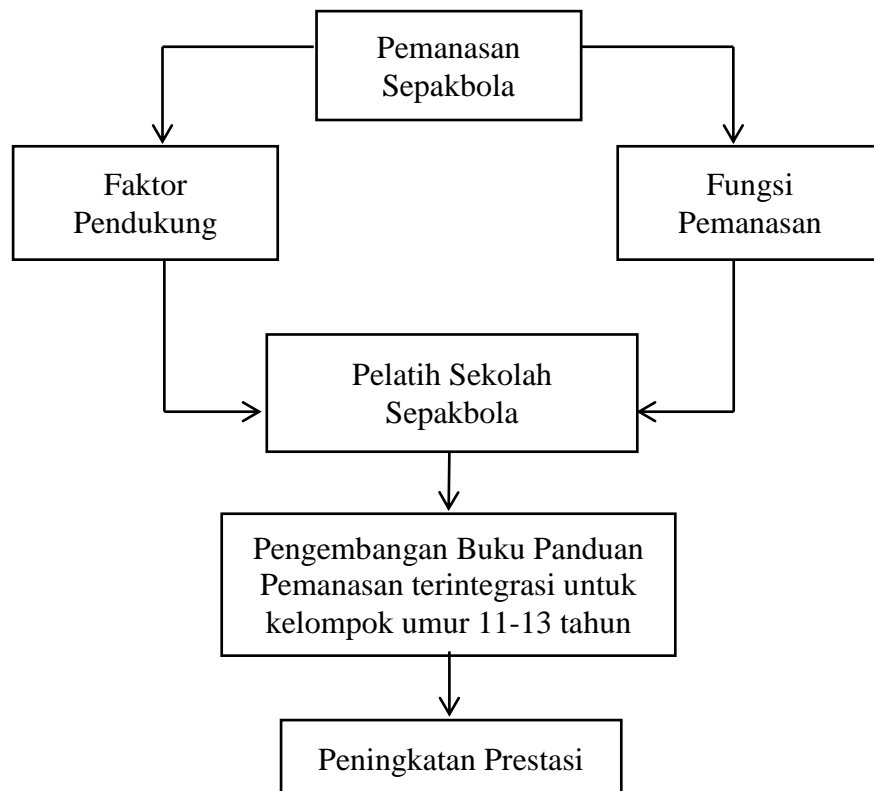 Pemanasan
Sepakbola
Faktor
Pendukung
Fungsi
Pemanasan
Pelatih Sekolah
Sepakbola
Pengembangan Buku Panduan
Pemanasan terintegrasi untuk
kelompok umur 11-13 tahun
Peningkatan Prestasi